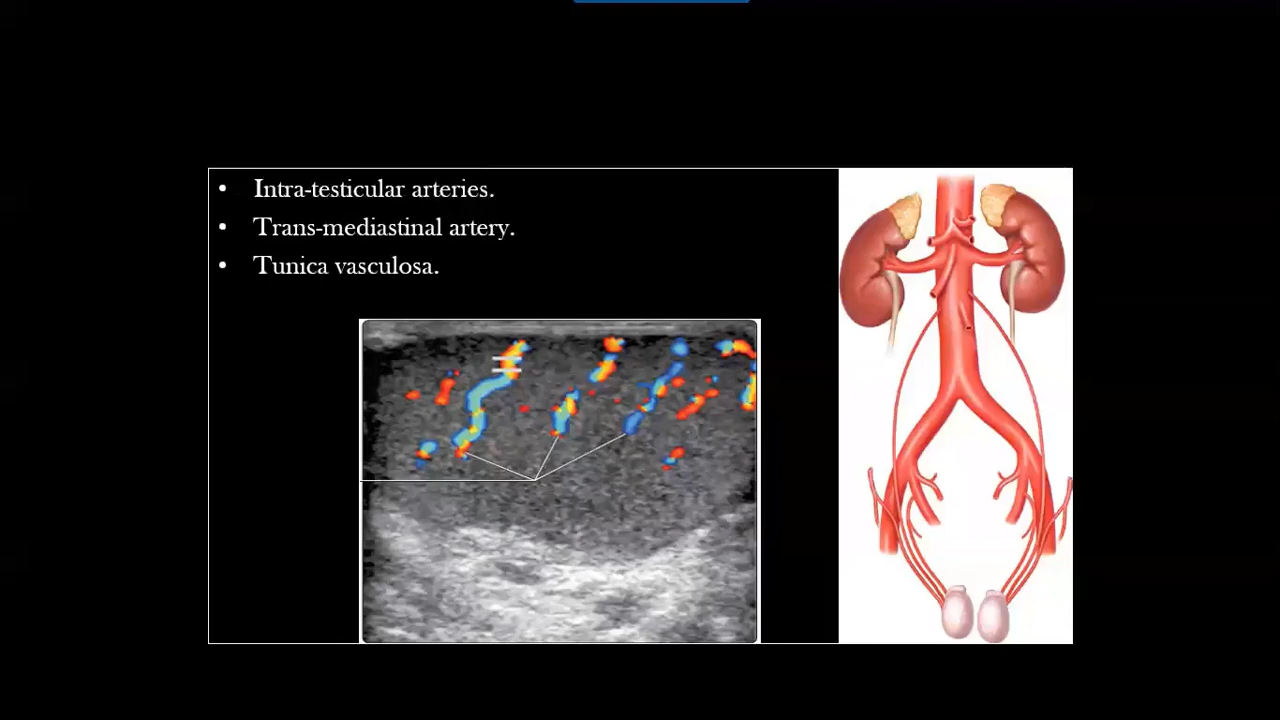 • Intra-testicular arteries.
• Trans-mediastinal artery.
• Tunica vasculosa.